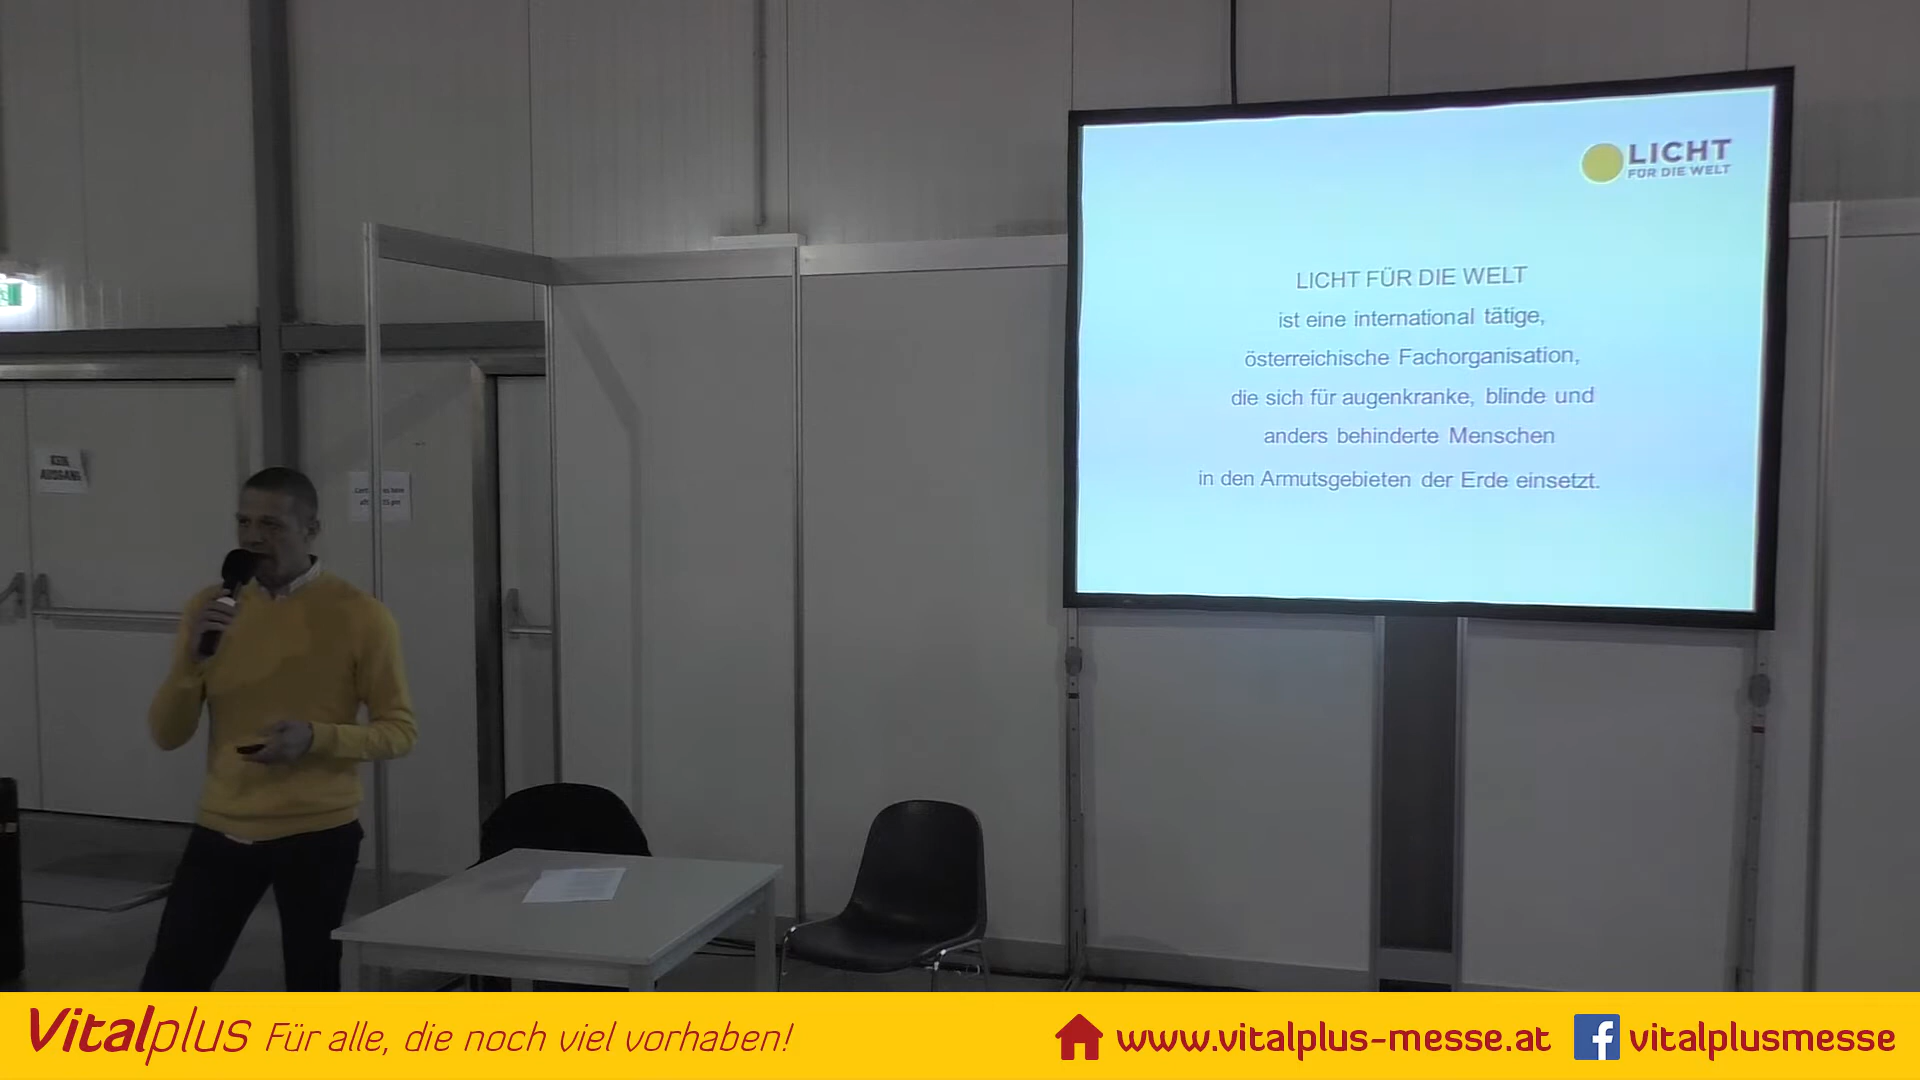 LICHT
FÜR DIE WELT
LICHT FÜR DIE WELT
ist eine international tätige,
österreichische Fachorganisation,
die sich für augenkranke, blinde und
anders behinderte Menschen
in den Armutsgebieten der Erde einsetzt.
KEIN
AUSGANG
Vitalplus Für alle, die noch viel vorhaben!
www.vitalplus-messe.at
vitalplusmesse